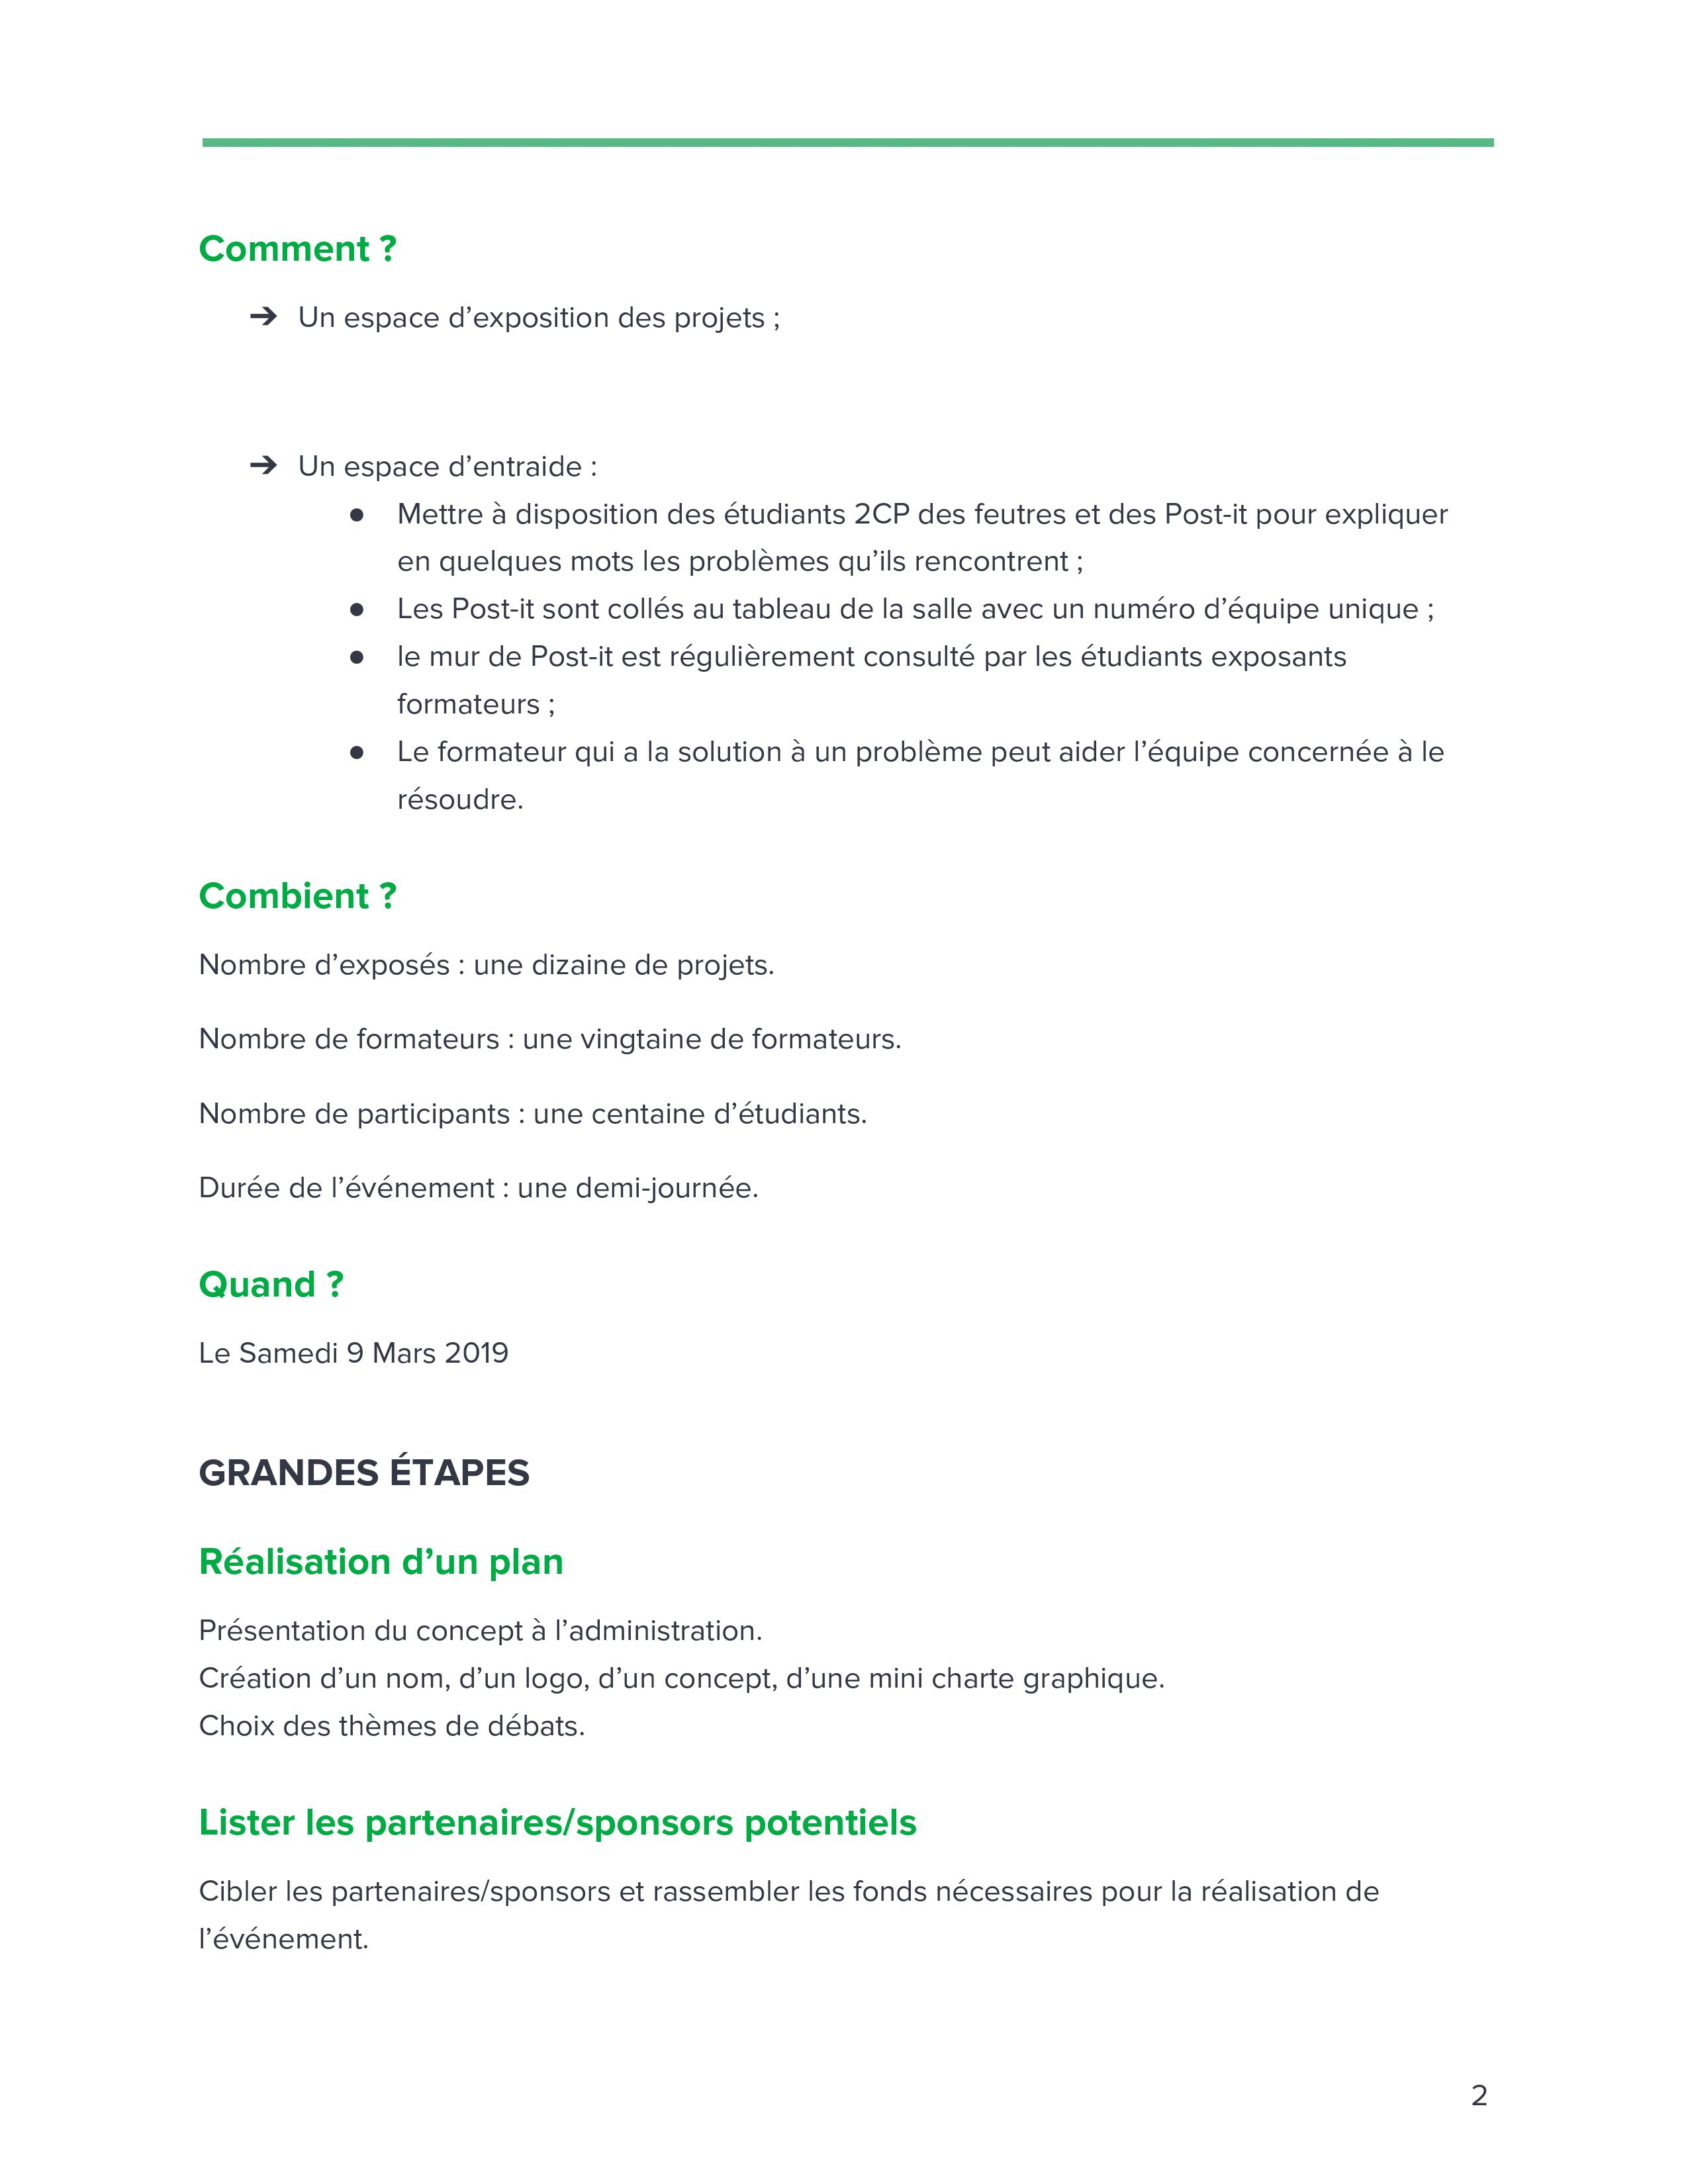 Comment ?
➔ Un espace d’exposition des projets ;
➔ Un espace d’entraide :
● Mettre à disposition des étudiants 2CP des feutres et des Post-it pour expliquer
en quelques mots les problèmes qu’ils rencontrent ;
● Les Post-it sont collés au tableau de la salle avec un numéro d’équipe unique ;
● le mur de Post-it est régulièrement consulté par les étudiants exposants
formateurs ;
● Le formateur qui a la solution à un problème peut aider l’équipe concernée à le
résoudre.
Combient ?
Nombre d’exposés : une dizaine de projets.
Nombre de formateurs : une vingtaine de formateurs.
Nombre de participants : une centaine d’étudiants.
Durée de l’événement : une demi-journée.
Quand ?
Le Samedi 9 Mars 2019
GRANDES ÉTAPES
Réalisation d’un plan
Présentation du concept à l’administration.
Création d’un nom, d’un logo, d’un concept, d’une mini charte graphique.
Choix des thèmes de débats.
Lister les partenaires/sponsors potentiels
Cibler les partenaires/sponsors et rassembler les fonds nécessaires pour la réalisation de
l’événement.
2